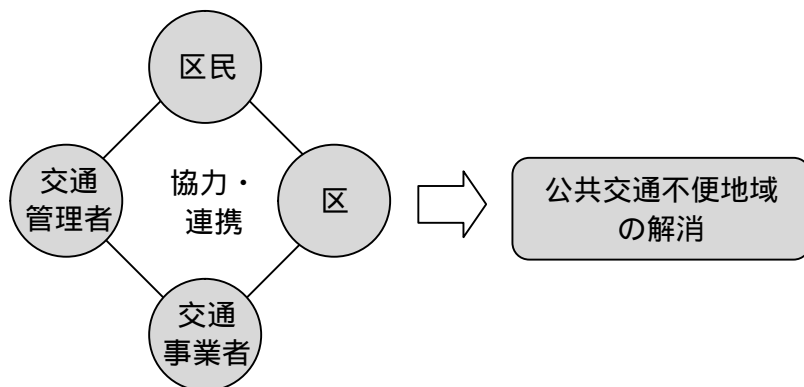 区民
交通
管理者
協力・
連携
区
交通
事業者
公共交通不便地域
の解消